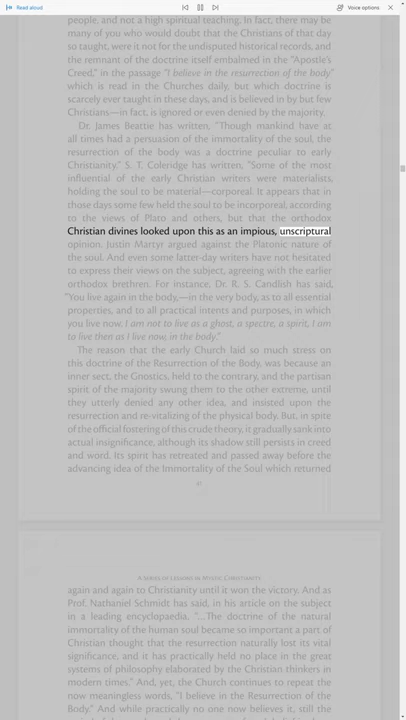 Read aloud
Voice options
people, and not a high spiritual teaching. In fact, there may be
many of you who would doubt that the Christians of that day
so taught, were it not for the undisputed historical records, and
the remnant of the doctrine itself embalmed in the "Apostle's
Creed," in the passage "I believe in the resurrection of the body"
which is read in the Churches daily, but which doctrine is
scarcely ever taught in these days, and is believed in by but few
Christians—in fact, is ignored or even denied by the majority.
Dr. James Beattie has written, "Though mankind have at
all times had a persuasion of the immortality of the soul, the
resurrection of the body was a doctrine peculiar to early
Christianity." S. T. Coleridge has written, "Some of the most
influential of the early Christian writers were materialists,
holding the soul to be material—corporeal. It appears that in
those days some few held the soul to be incorporeal, according
to the views of Plato and others, but that the orthodox
Christian divines looked upon this as an impious, unscriptural
opinion. Justin Martyr argued against the Platonic nature of
the soul. And even some latter-day writers have not hesitated
to express their views on the subject, agreeing with the earlier
orthodox brethren. For instance, Dr. R. S. Candlish has said,
"You live again in the body,—in the very body, as to all essential
properties, and to all practical intents and purposes, in which
you live now. I am not to live as a ghost, a spectre, a spirit, I am
to live then as I live now, in the body."
The reason that the early Church laid so much stress on
this doctrine of the Resurrection of the Body, was because an
inner sect, the Gnostics, held to the contrary, and the partisan
spirit of the majority swung them to the other extreme, until
they utterly denied any other idea, and insisted upon the
resurrection and re-vitalizing of the physical body. But, in spite
of the official fostering of this crude theory, it gradually sank into
actual insignificance, although its shadow still persists in creed
and word. Its spirit has retreated and passed away before the
advancing idea of the Immortality of the Soul which returned
A Series of Lessons in Mystic Christianity
again and again to Christianity until it won the victory. And as
Prof. Nathaniel Schmidt has said, in his article on the subject
in a leading encyclopaedia, "...The doctrine of the natural
immortality of the human soul became so important a part of
Christian thought that the resurrection naturally lost its vital
significance, and it has practically held no place in the great
systems of philosophy elaborated by the Christian thinkers in
modern times." And, yet, the Church continues to repeat the
now meaningless words, "I believe in the Resurrection of the
Body." And while practically no one now believes it, still the